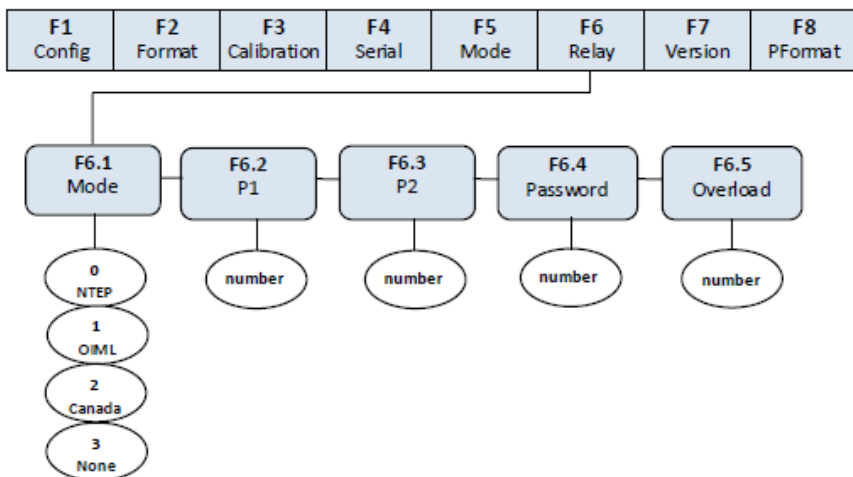 F1 F2 F3 F4 F5 F6 F7 F8
Config Format Calibration Serial Mode Relay Version PFormat
F6.1 F6.2 F6.3 F6.4 F6.5
Mode P1 P2 Password Overload
0 number number number number
NTEP
1
OIML
2
Canada
3
None